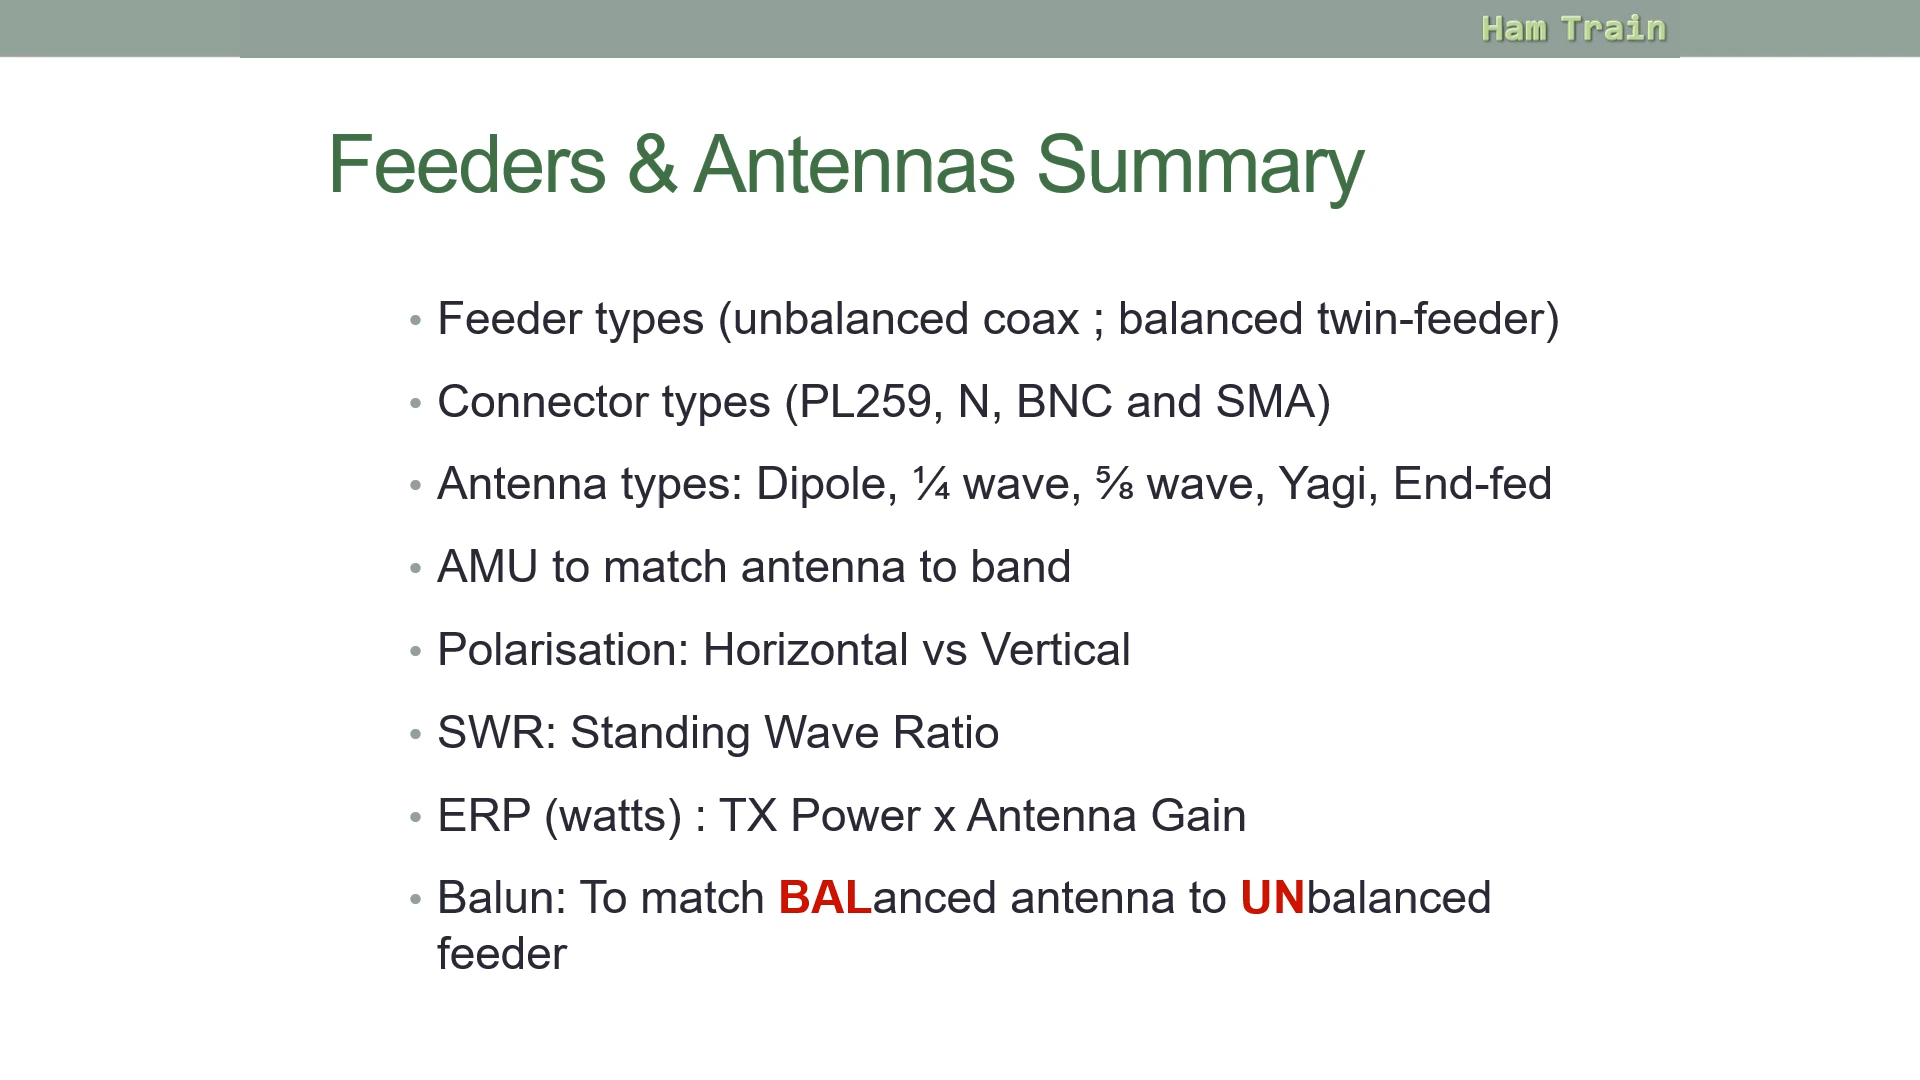 Ham Train
Feeders & Antennas Summary
• Feeder types (unbalanced coax ; balanced twin-feeder)
• Connector types (PL259, N, BNC and SMA)
• Antenna types: Dipole, ¼ wave, ⅝ wave, Yagi, End-fed
• AMU to match antenna to band
• Polarisation: Horizontal vs Vertical
• SWR: Standing Wave Ratio
• ERP (watts) : TX Power x Antenna Gain
• Balun: To match BALanced antenna to UNbalanced
feeder